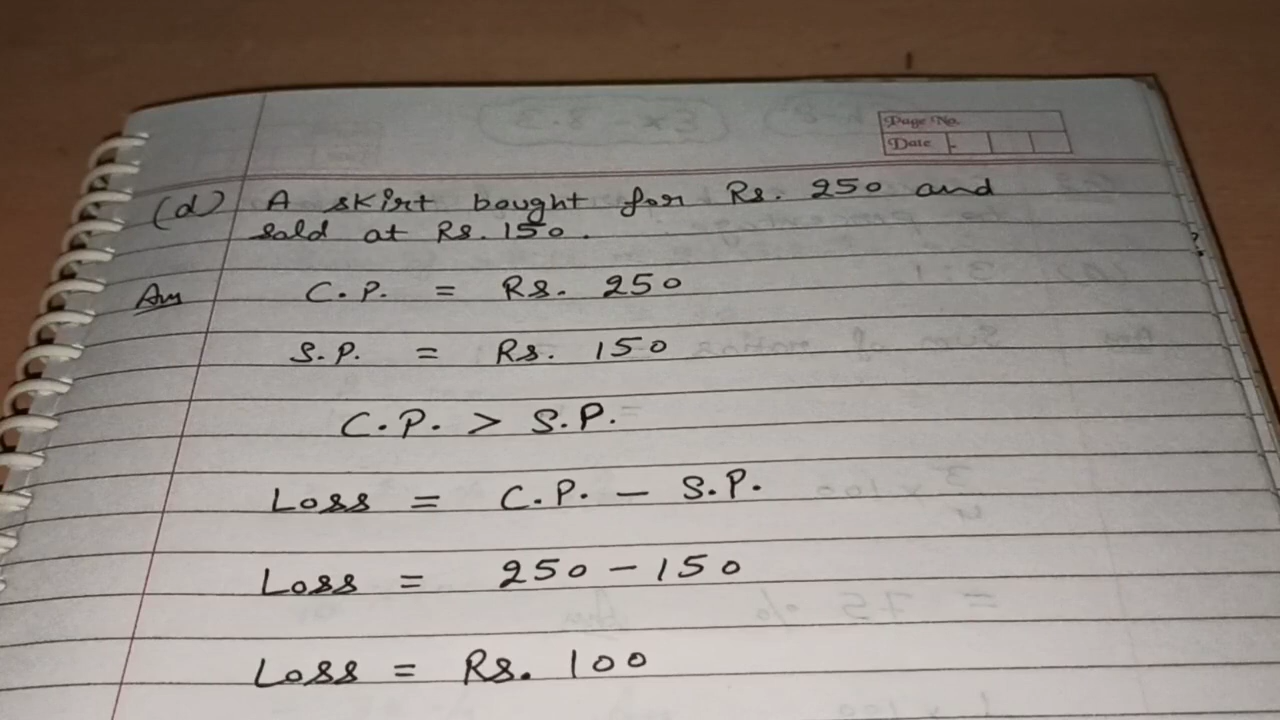 Page No.
Date
(d) A skirt bought for Rs. 250 and
sold at Rs. 150.
Ans C.P. = Rs. 250
S.P. = Rs. 150
C.P. > S.P.
Loss = C.P. - S.P.
Loss = 250 - 150
Loss = Rs. 100